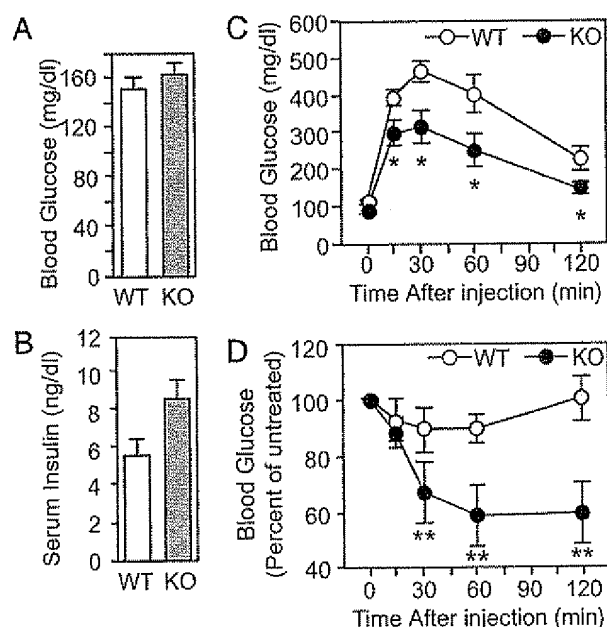 A
Blood Glucose (mg/dl)
160
120
80
40
0
WT KO
B
Serum Insulin (ng/dl)
12
10
8
6
4
2
0
WT KO
C
WT KO
Blood Glucose (mg/dl)
600
500
400
300
200
100
0
* * * *
0 30 60 90 120
Time After injection (min)
D
WT KO
Blood Glucose
(Percent of untreated)
120
100
80
60
40
** ** **
0 30 60 90 120
Time After injection (min)